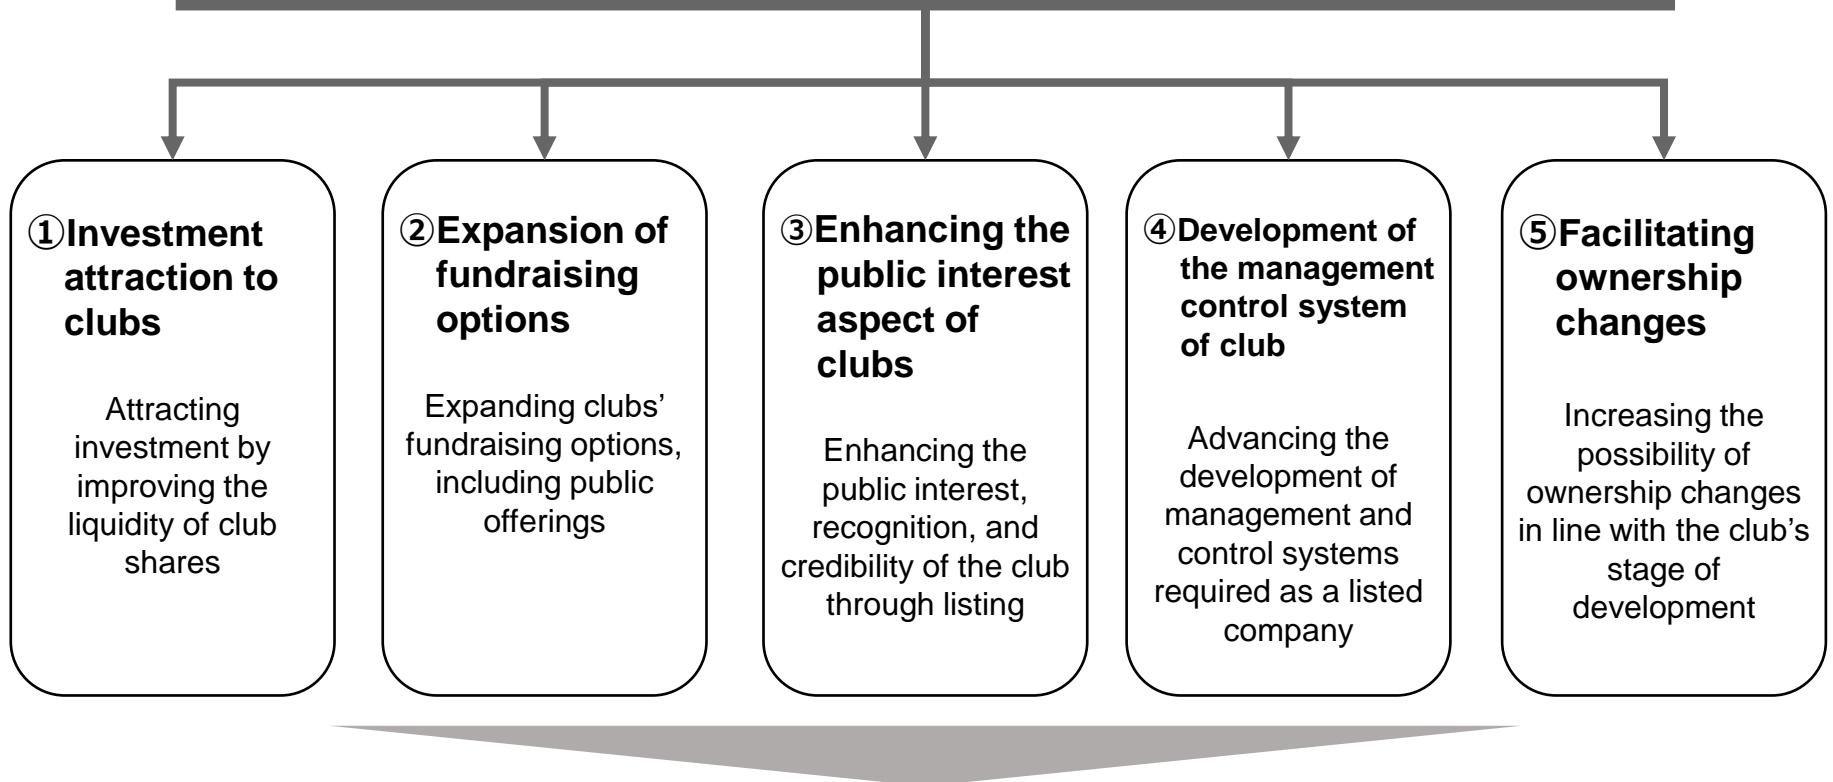 ①Investment
attraction to
clubs
Attracting
investment by
improving the
liquidity of club
shares
②Expansion of
fundraising
options
Expanding clubs’
fundraising options,
including public
offerings
③Enhancing the
public interest
aspect of
clubs
Enhancing the
public interest,
recognition, and
credibility of the club
through listing
④Development of
the management
control system
of club
Advancing the
development of
management and
control systems
required as a listed
company
⑤Facilitating
ownership
changes
Increasing the
possibility of
ownership changes
in line with the club’s
stage of
development